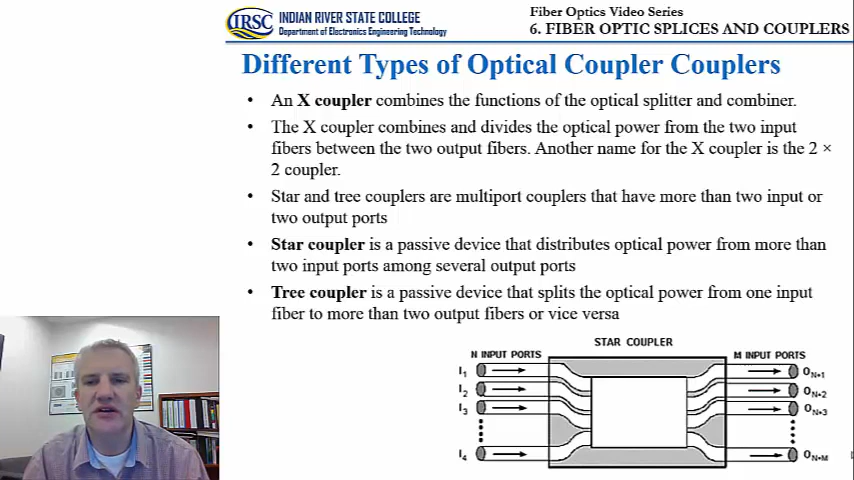 IRSC
INDIAN RIVER STATE COLLEGE
Department of Electronics Engineering Technology
Fiber Optics Video Series
6. FIBER OPTIC SPLICES AND COUPLERS
Different Types of Optical Coupler Couplers
• An X coupler combines the functions of the optical splitter and combiner.
• The X coupler combines and divides the optical power from the two input
fibers between the two output fibers. Another name for the X coupler is the 2 ×
2 coupler.
• Star and tree couplers are multiport couplers that have more than two input or
two output ports
• Star coupler is a passive device that distributes optical power from more than
two input ports among several output ports
• Tree coupler is a passive device that splits the optical power from one input
fiber to more than two output fibers or vice versa
STAR COUPLER
N INPUT PORTS
M INPUT PORTS
I1
O N+1
I2
O N+2
I3
O N+3
I4
O N+M